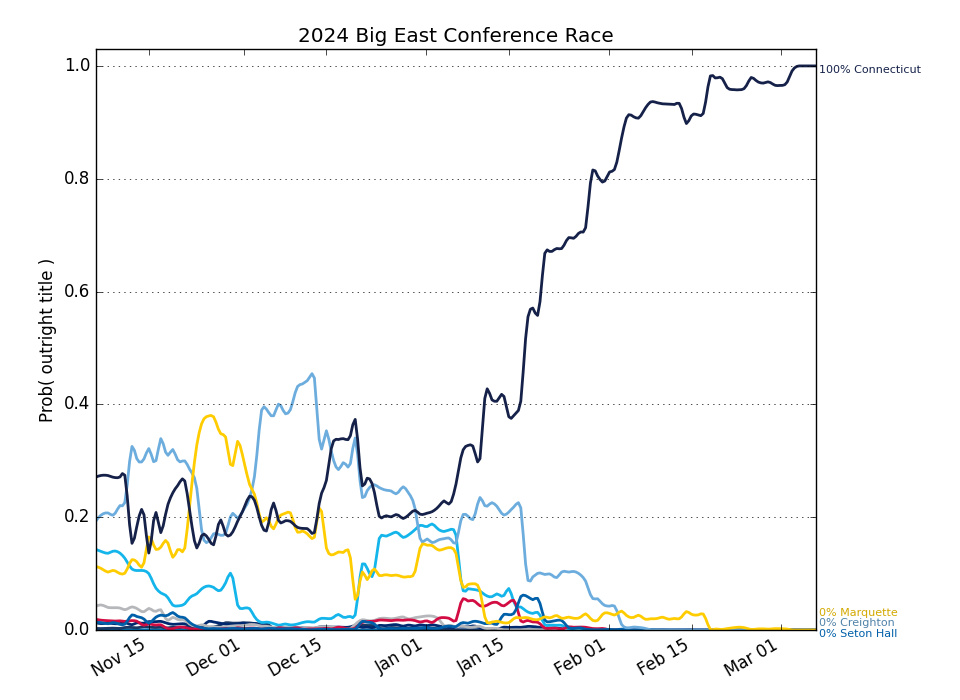 2024 Big East Conference Race
Prob( outright title )
1.0
0.8
0.6
0.4
0.2
0.0
100% Connecticut
0% Marquette
0% Creighton
0% Seton Hall
Nov 15
Dec 01
Dec 15
Jan 01
Jan 15
Feb 01
Feb 15
Mar 01